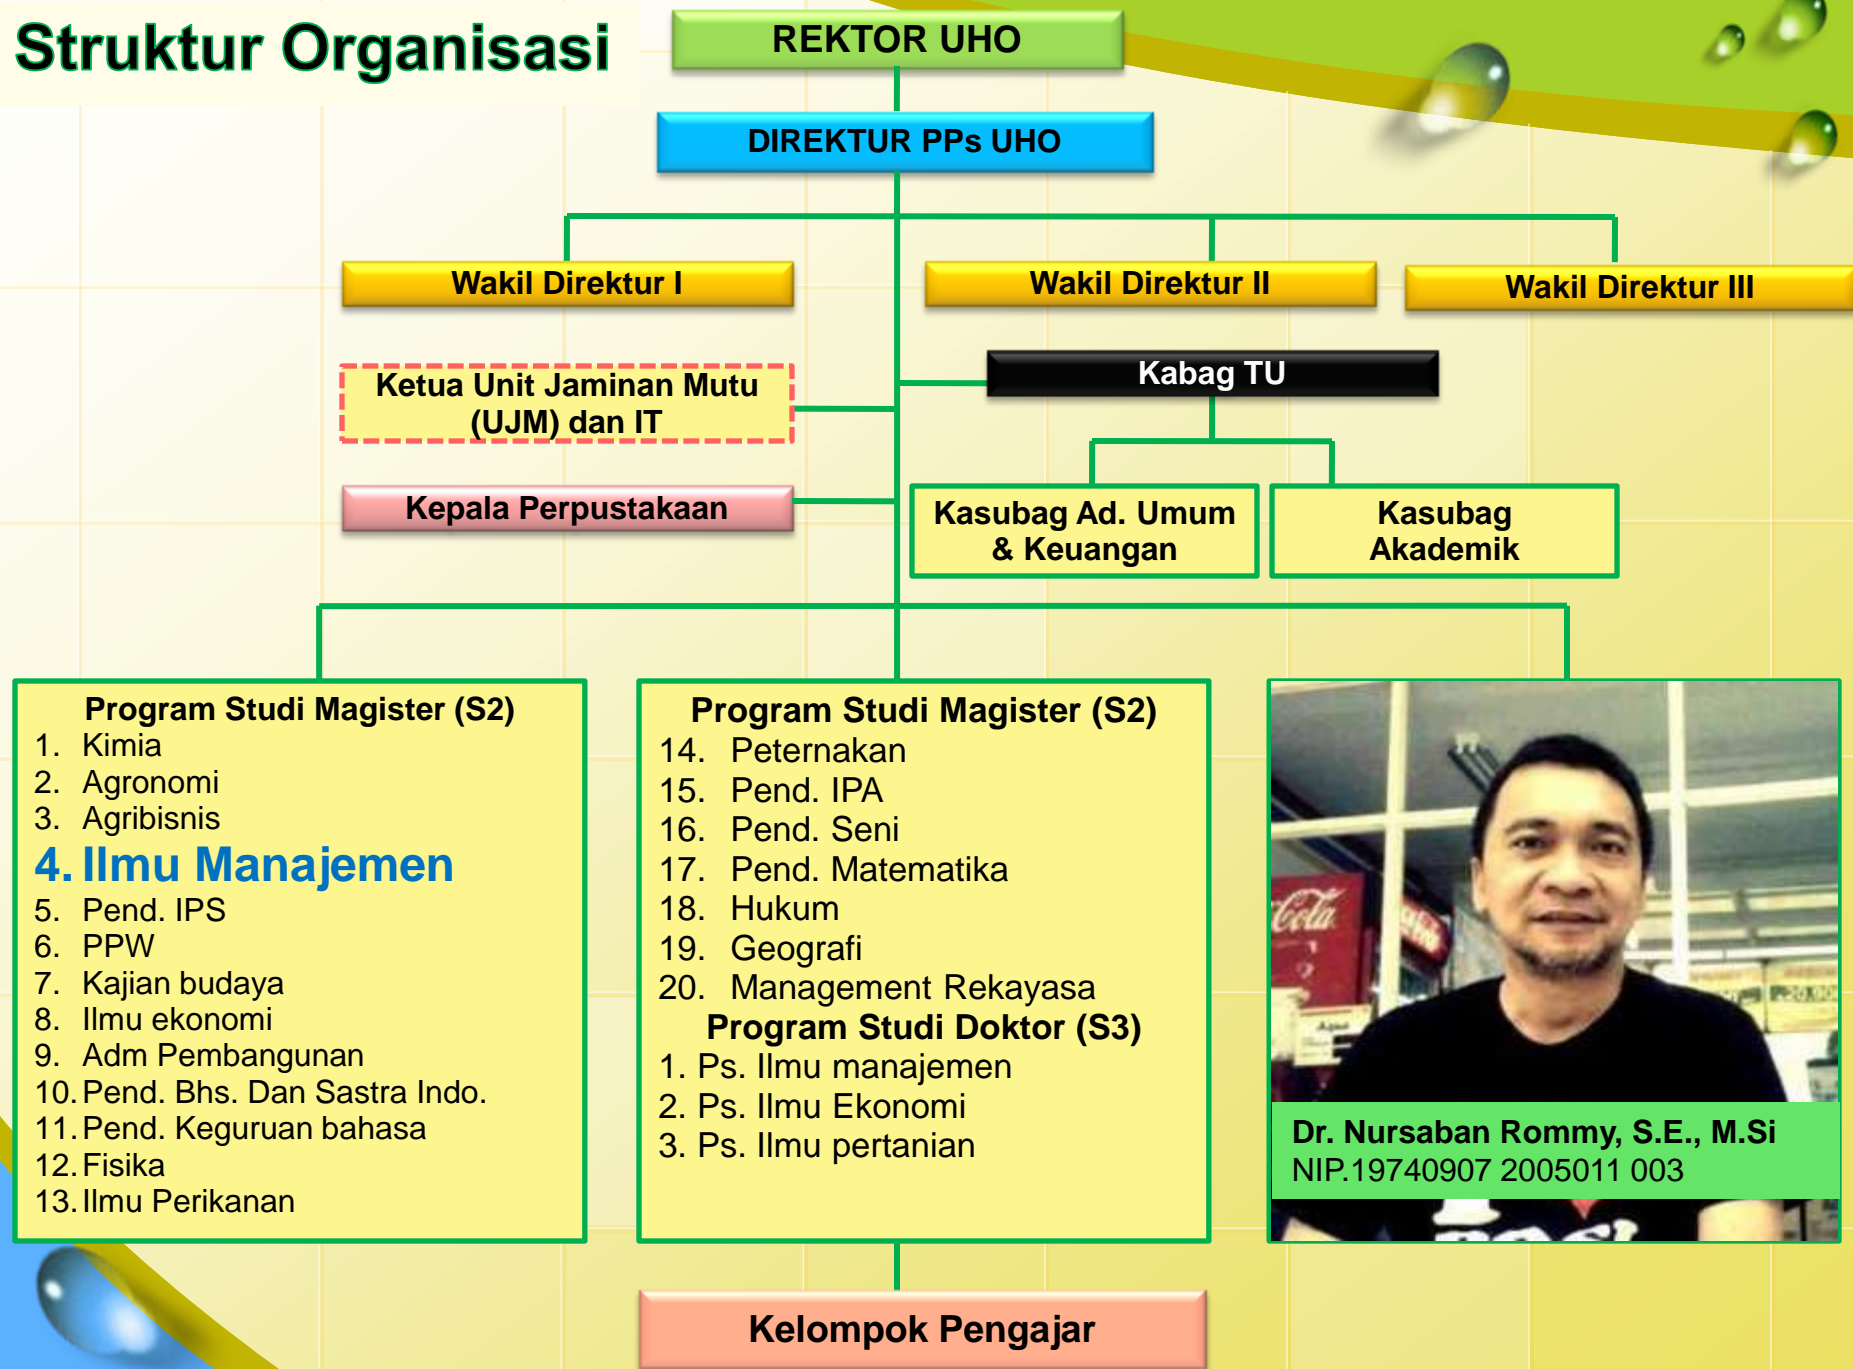 Struktur Organisasi
REKTOR UHO
DIREKTUR PPs UHO
Wakil Direktur I
Wakil Direktur II
Wakil Direktur III
Ketua Unit Jaminan Mutu
(UJM) dan IT
Kabag TU
Kepala Perpustakaan
Kasubag Ad. Umum
& Keuangan
Kasubag
Akademik
Program Studi Magister (S2)
1. Kimia
2. Agronomi
3. Agribisnis
4. Ilmu Manajemen
5. Pend. IPS
6. PPW
7. Kajian budaya
8. Ilmu ekonomi
9. Adm Pembangunan
10. Pend. Bhs. Dan Sastra Indo.
11. Pend. Keguruan bahasa
12. Fisika
13. Ilmu Perikanan
Program Studi Magister (S2)
14. Peternakan
15. Pend. IPA
16. Pend. Seni
17. Pend. Matematika
18. Hukum
19. Geografi
20. Management Rekayasa
Program Studi Doktor (S3)
1. Ps. Ilmu manajemen
2. Ps. Ilmu Ekonomi
3. Ps. Ilmu pertanian
Cola
Dr. Nursaban Rommy, S.E., M.Si
NIP.19740907 2005011 003
Kelompok Pengajar